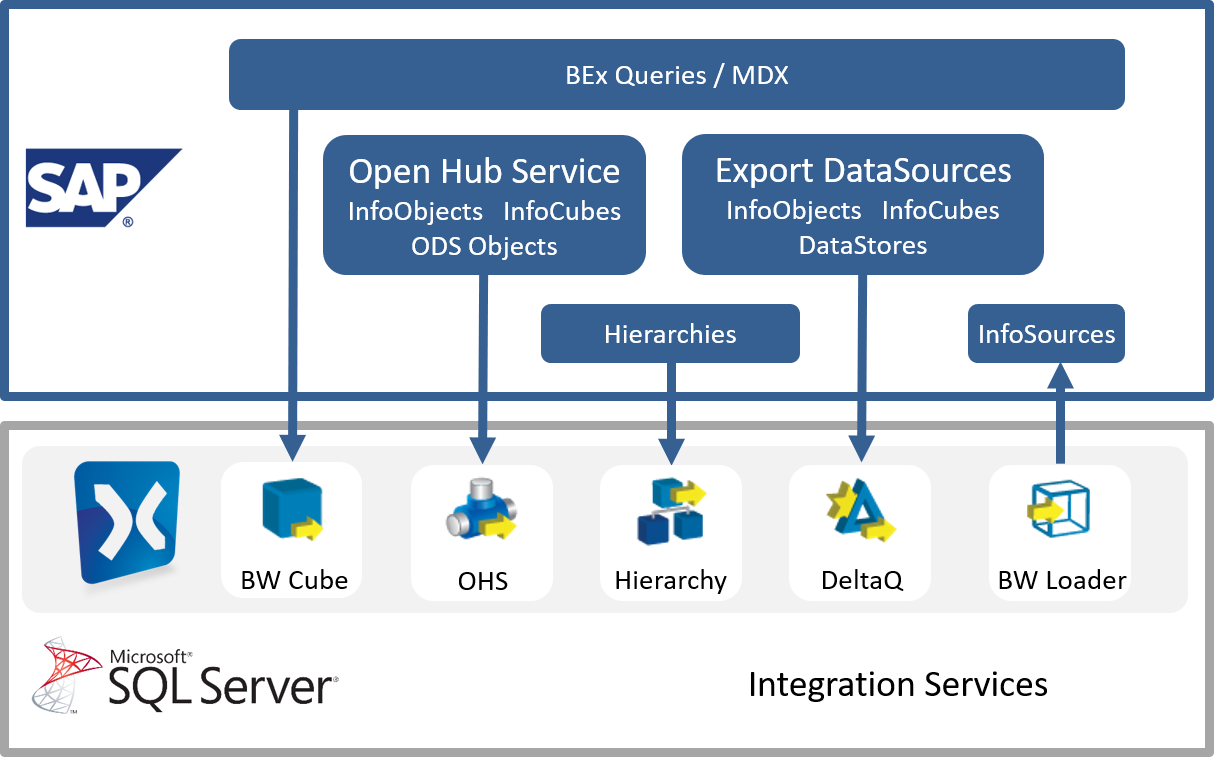 BEx Queries / MDX
SAP®
Open Hub Service
InfoObjects InfoCubes
ODS Objects
Export DataSources
InfoObjects InfoCubes
DataStores
Hierarchies
InfoSources
BW Cube
OHS
Hierarchy
DeltaQ
BW Loader
Microsoft®
SQL Server®
™
Integration Services